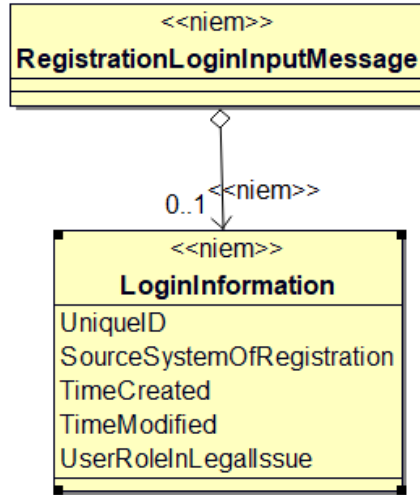 <<niem>>
RegistrationLoginInputMessage
0..1
<<niem>>
<<niem>>
LoginInformation
UniqueID
SourceSystemOfRegistration
TimeCreated
TimeModified
UserRoleInLegalIssue